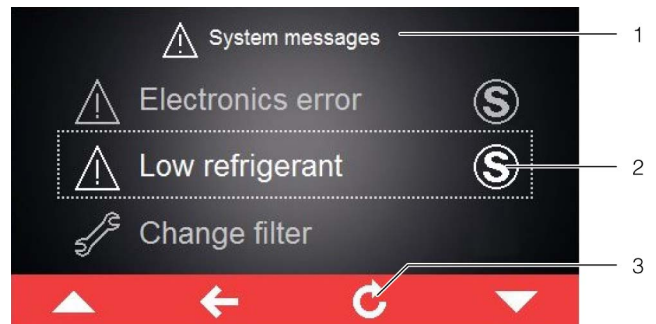 System messages 1
Electronics error S
Low refrigerant S 2
Change filter
3